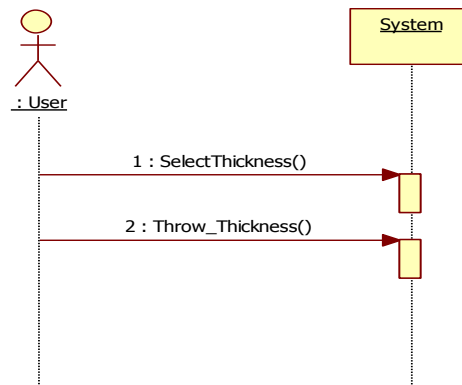 System
: User
1 : SelectThickness()
2 : Throw_Thickness()